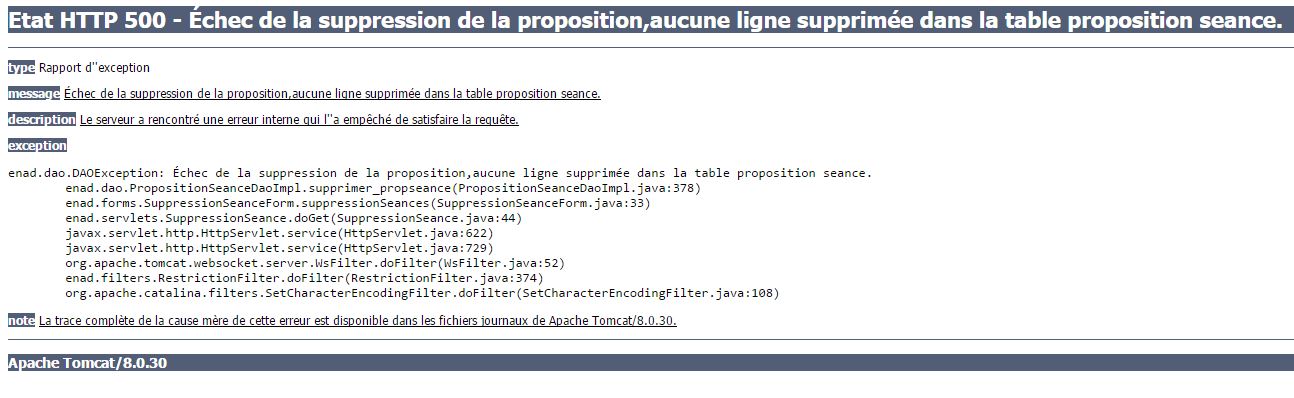 Etat HTTP 500 - Échec de la suppression de la proposition,aucune ligne supprimée dans la table proposition seance.
type Rapport d''exception
message Échec de la suppression de la proposition,aucune ligne supprimée dans la table proposition seance.
description Le serveur a rencontré une erreur interne qui l''a empêché de satisfaire la requête.
exception
enad.dao.DAOException: Échec de la suppression de la proposition,aucune ligne supprimée dans la table proposition seance.
enad.dao.PropositionSeanceDaoImpl.supprimer_propseance(PropositionSeanceDaoImpl.java:378)
enad.forms.SuppressionSeanceForm.suppressionSeances(SuppressionSeanceForm.java:33)
enad.servlets.SuppressionSeance.doGet(SuppressionSeance.java:44)
javax.servlet.http.HttpServlet.service(HttpServlet.java:622)
javax.servlet.http.HttpServlet.service(HttpServlet.java:729)
org.apache.tomcat.websocket.server.WsFilter.doFilter(WsFilter.java:52)
enad.filters.RestrictionFilter.doFilter(RestrictionFilter.java:374)
org.apache.catalina.filters.SetCharacterEncodingFilter.doFilter(SetCharacterEncodingFilter.java:108)
note La trace complète de la cause mère de cette erreur est disponible dans les fichiers journaux de Apache Tomcat/8.0.30.
Apache Tomcat/8.0.30